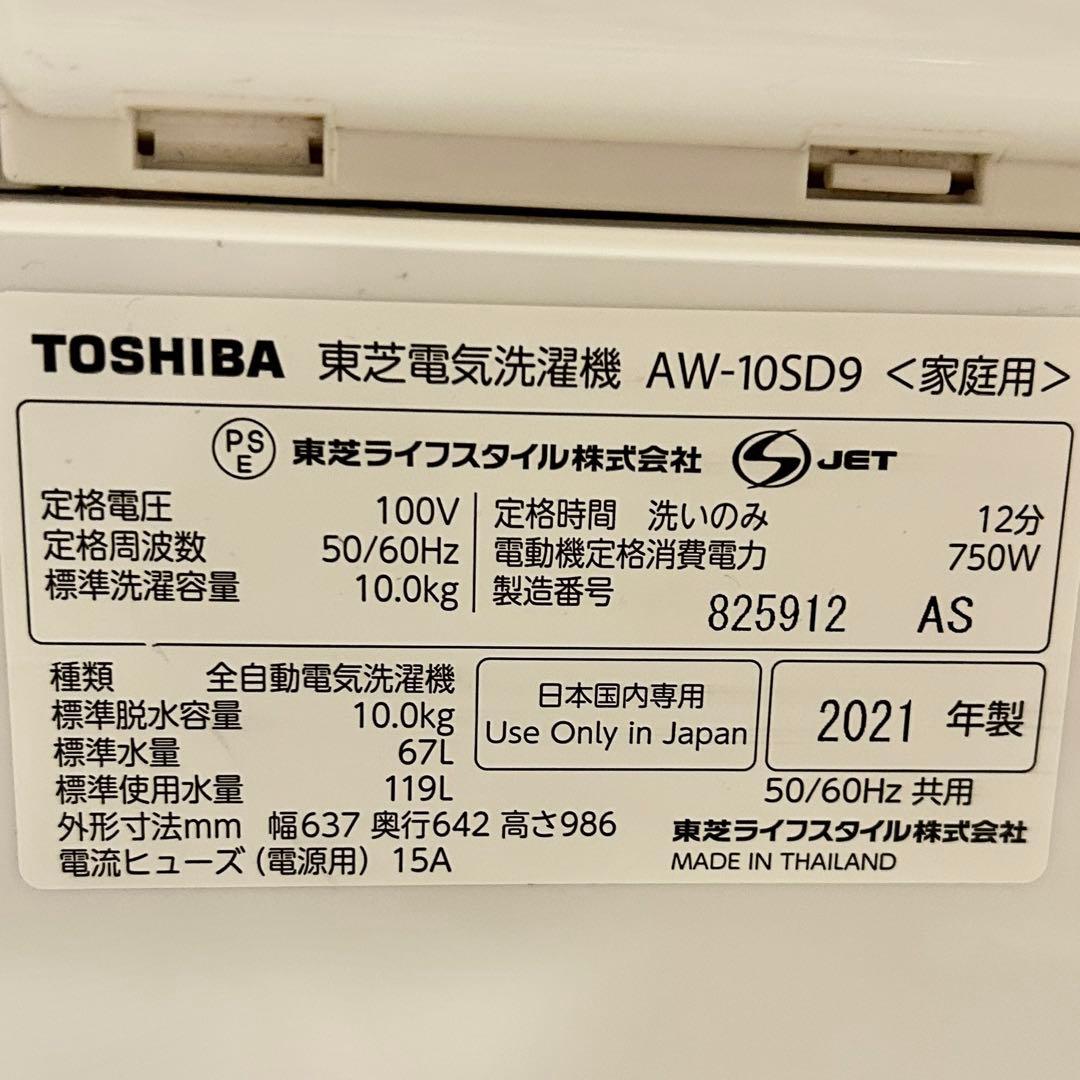 TOSHIBA 東芝電気洗濯機 AW-10SD9 <家庭用>
PSE 東芝ライフスタイル株式会社 S JET
定格電圧 100V
定格周波数 50/60Hz
標準洗濯容量 10.0kg
定格時間 洗いのみ 12分
電動機定格消費電力 750W
製造番号 825912 AS
種類 全自動電気洗濯機
標準脱水容量 10.0kg
標準水量 67L
標準使用水量 119L
外形寸法mm 幅637 奥行642 高さ986
電流ヒューズ (電源用) 15A
日本国内専用
Use Only in Japan
2021 年製
50/60Hz 共用
東芝ライフスタイル株式会社
MADE IN THAILAND